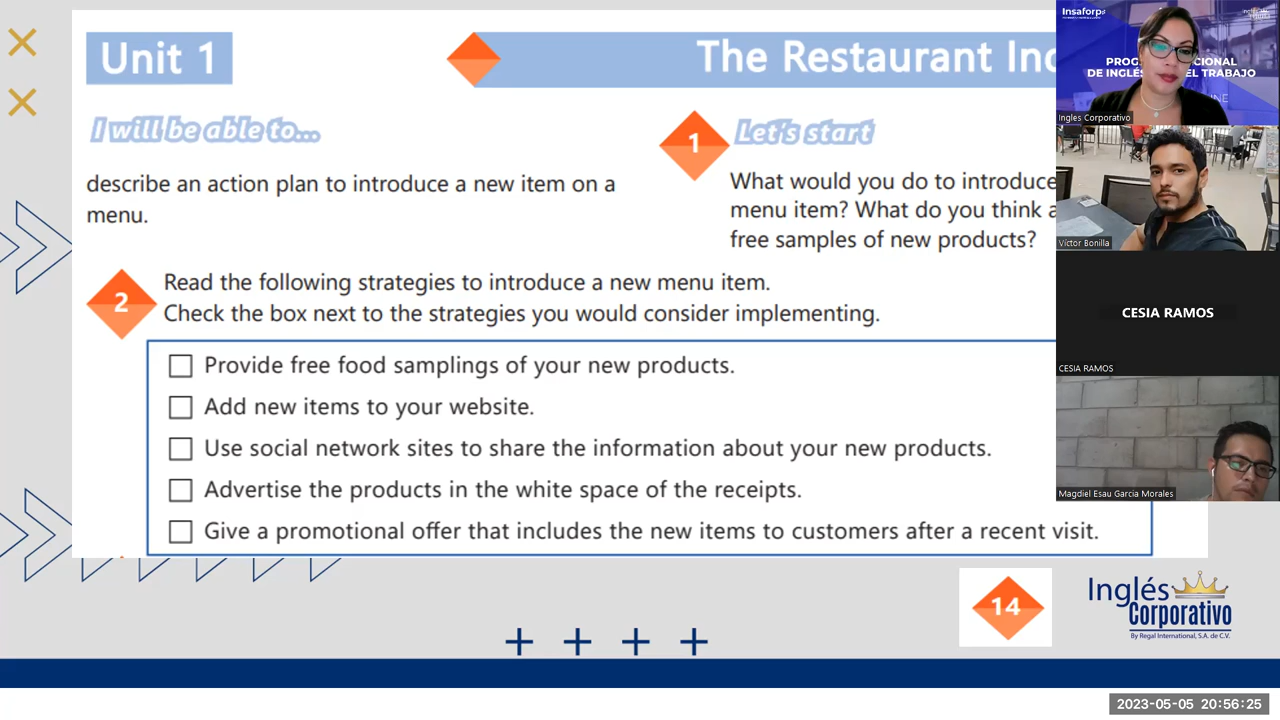 Unit 1
The Restaurant
I will be able to...
describe an action plan to introduce a new item on a
menu.
1
Let's start
What would you do to introduce
menu item? What do you think
free samples of new products?
2
Read the following strategies to introduce a new menu item.
Check the box next to the strategies you would consider implementing.
Provide free food samplings of your new products.
Add new items to your website.
Use social network sites to share the information about your new products.
Advertise the products in the white space of the receipts.
Give a promotional offer that includes the new items to customers after a recent visit.
14
Inglés
Corporativo
By Regal International, S.A. de C.V.
Insaforp
DE INGLÉS EL TRABAJO
Ingles Corporativo
Víctor Bonilla
CESIA RAMOS
CESIA RAMOS
Magdiel Esau Garcia Morales
2023-05-05 20:56:25